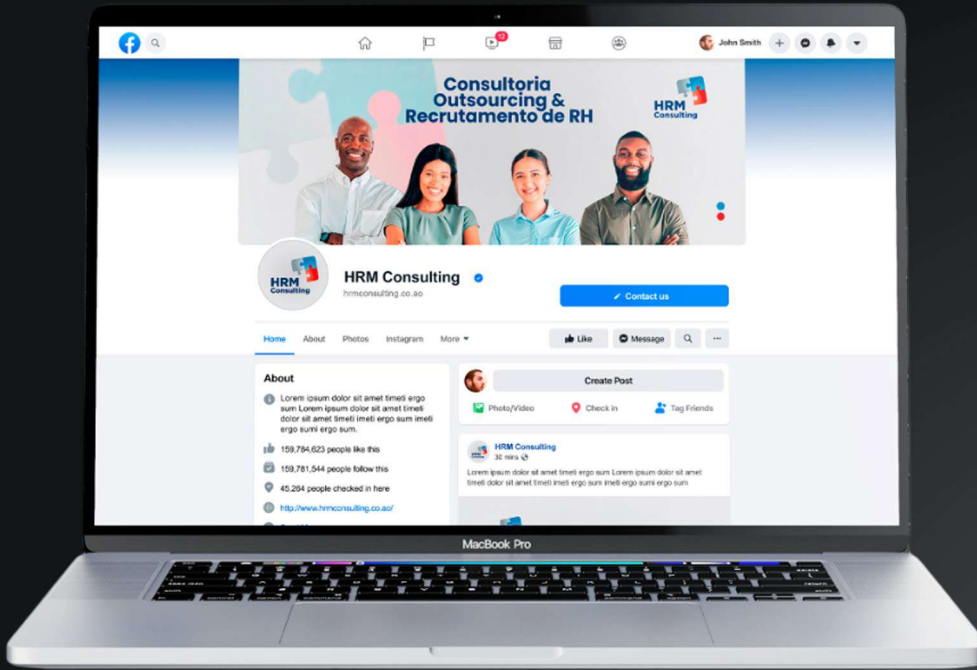 12
John Smith
Consultoria
Outsourcing &
Recrutamento de RH
HRM
Consulting
HRM
Consulting
HRM Consulting
hrmconsulting.co.ao
Contact us
Home About Photos Instagram More
Like Message
About
Lorem ipsum dolor sit amet timeti ergo
sum Lorem ipsum dolor sit amet timeti
dolor sit amet timeti imeti ergo sum imeti
ergo sumi ergo sum.
159,784,623 people like this
159,781,544 people follow this
45,264 people checked in here
http://www.hrmconsulting.co.ao/
Create Post
Photo/Video Check in Tag Friends
HRM Consulting
30 mins
Lorem ipsum dolor sit amet timeti ergo sum Lorem ipsum dolor sit amet
timeti dolor sit amet timeti imeti ergo sum imeti ergo sumi ergo sum
MacBook Pro